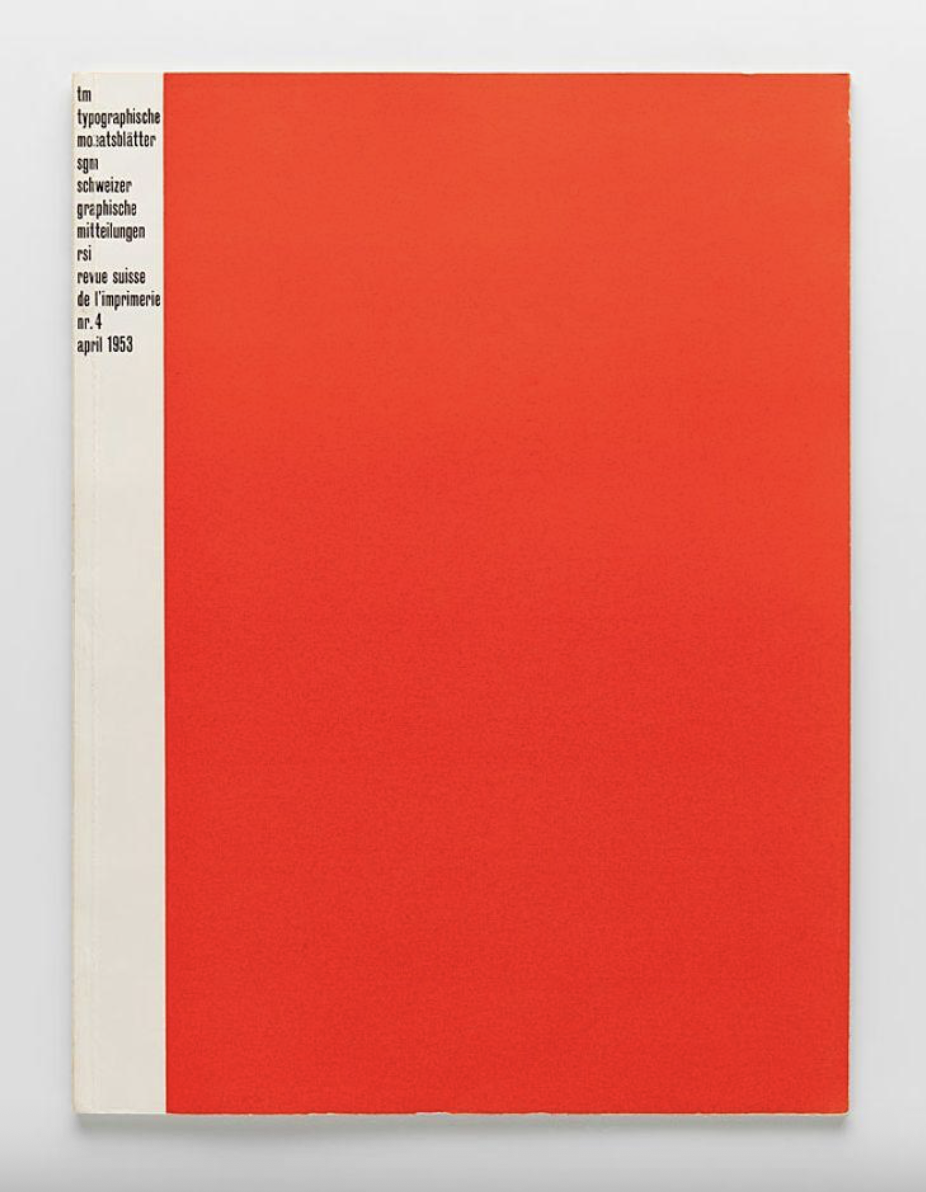 tm
typographische
monatsblätter
sgm
schweizer
graphische
mitteilungen
rsi
revue suisse
de l'imprimerie
nr. 4
april 1953